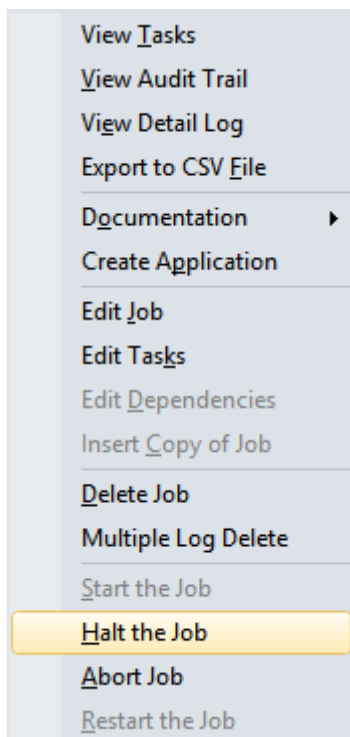 View Tasks
View Audit Trail
View Detail Log
Export to CSV File
Documentation
Create Application
Edit Job
Edit Tasks
Edit Dependencies
Insert Copy of Job
Delete Job
Multiple Log Delete
Start the Job
Halt the Job
Abort Job
Restart the Job